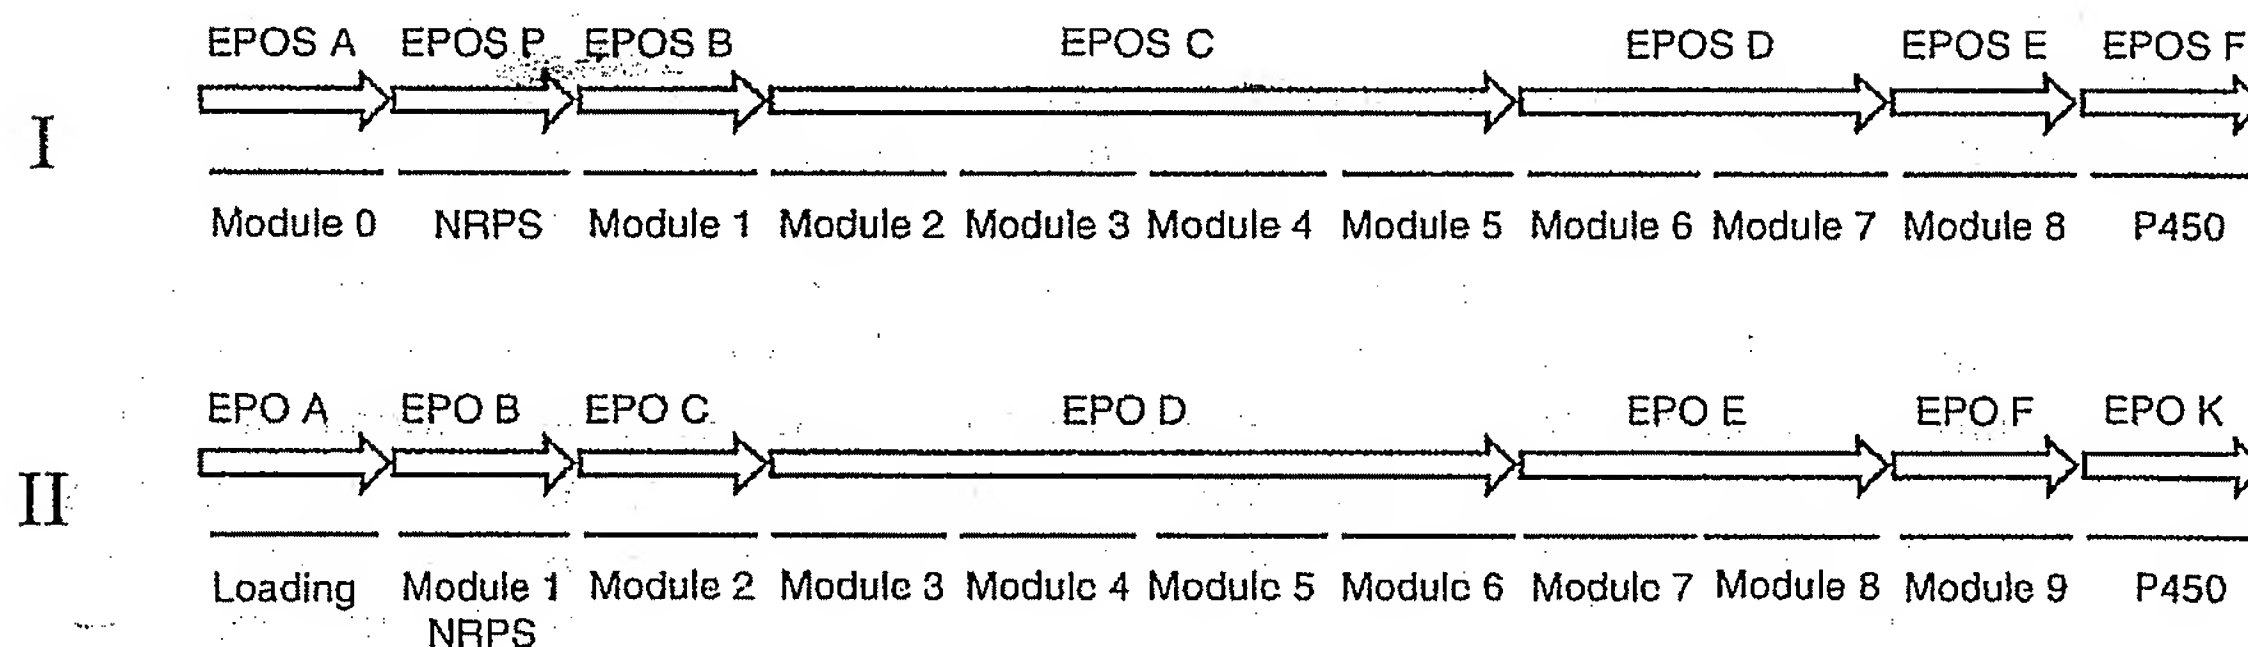 EPOS A EPOS P EPOS B EPOS C EPOS D EPOS E EPOS F
I
Module 0 NRPS Module 1 Module 2 Module 3 Module 4 Module 5 Module 6 Module 7 Module 8 P450
EPO A EPO B EPO C EPO D EPO E EPO F EPO K
II
Loading Module 1 Module 2 Module 3 Module 4 Module 5 Module 6 Module 7 Module 8 Module 9 P450
NRPS